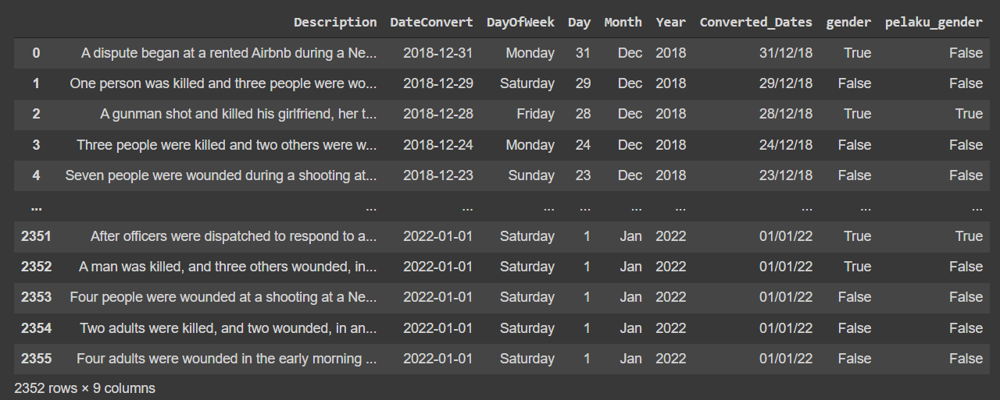 Description DateConvert DayOfWeek Day Month Year Converted_Dates gender pelaku_gender
0 A dispute began at a rented Airbnb during a Ne... 2018-12-31 Monday 31 Dec 2018 31/12/18 True False
1 One person was killed and three people were wo... 2018-12-29 Saturday 29 Dec 2018 29/12/18 False False
2 A gunman shot and killed his girlfriend, her t... 2018-12-28 Friday 28 Dec 2018 28/12/18 True True
3 Three people were killed and two others were w... 2018-12-24 Monday 24 Dec 2018 24/12/18 False False
4 Seven people were wounded during a shooting at... 2018-12-23 Sunday 23 Dec 2018 23/12/18 False False
... ... ... ... ... ... ... ... ... ...
2351 After officers were dispatched to respond to a... 2022-01-01 Saturday 1 Jan 2022 01/01/22 True True
2352 A man was killed, and three others wounded, in... 2022-01-01 Saturday 1 Jan 2022 01/01/22 True False
2353 Four people were wounded at a shooting at a Ne... 2022-01-01 Saturday 1 Jan 2022 01/01/22 False False
2354 Two adults were killed, and two wounded, in an... 2022-01-01 Saturday 1 Jan 2022 01/01/22 False False
2355 Four adults were wounded in the early morning ... 2022-01-01 Saturday 1 Jan 2022 01/01/22 False False
2352 rows × 9 columns